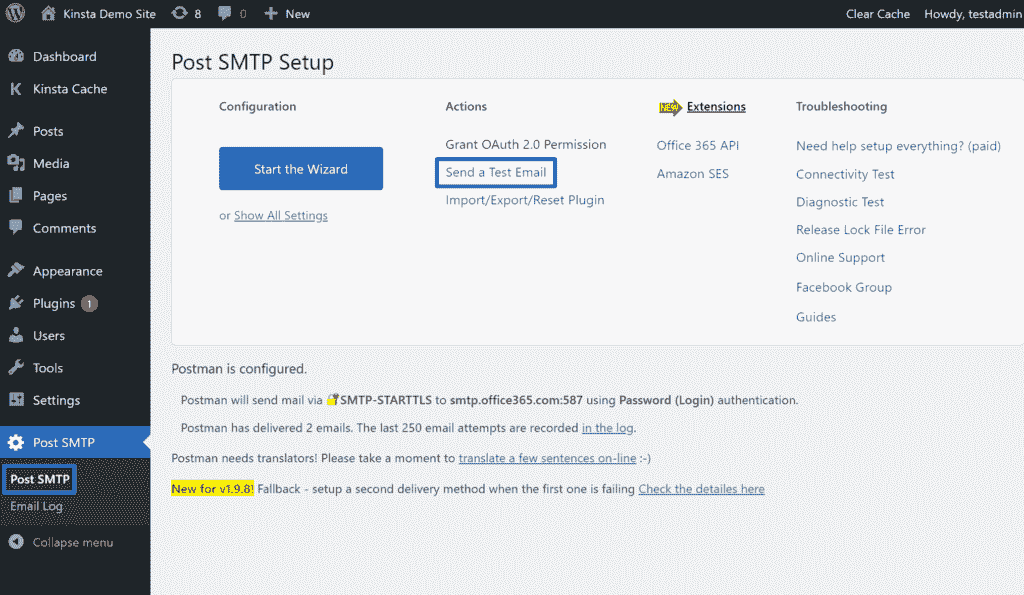 Kinsta Demo Site 8 0 New Clear Cache Howdy, testadmin
Dashboard
Kinsta Cache
Posts
Media
Pages
Comments
Appearance
Plugins 1
Users
Tools
Settings
Post SMTP
Post SMTP
Email Log
Collapse menu
Post SMTP Setup
Configuration
Start the Wizard
or Show All Settings
Actions
Grant OAuth 2.0 Permission
Send a Test Email
Import/Export/Reset Plugin
NEW Extensions
Office 365 API
Amazon SES
Troubleshooting
Need help setup everything? (paid)
Connectivity Test
Diagnostic Test
Release Lock File Error
Online Support
Facebook Group
Guides
Postman is configured.
Postman will send mail via SMTP-STARTTLS to smtp.office365.com:587 using Password (Login) authentication.
Postman has delivered 2 emails. The last 250 email attempts are recorded in the log.
Postman needs translators! Please take a moment to translate a few sentences on-line :-)
New for v1.9.8! Fallback - setup a second delivery method when the first one is failing Check the detailes here